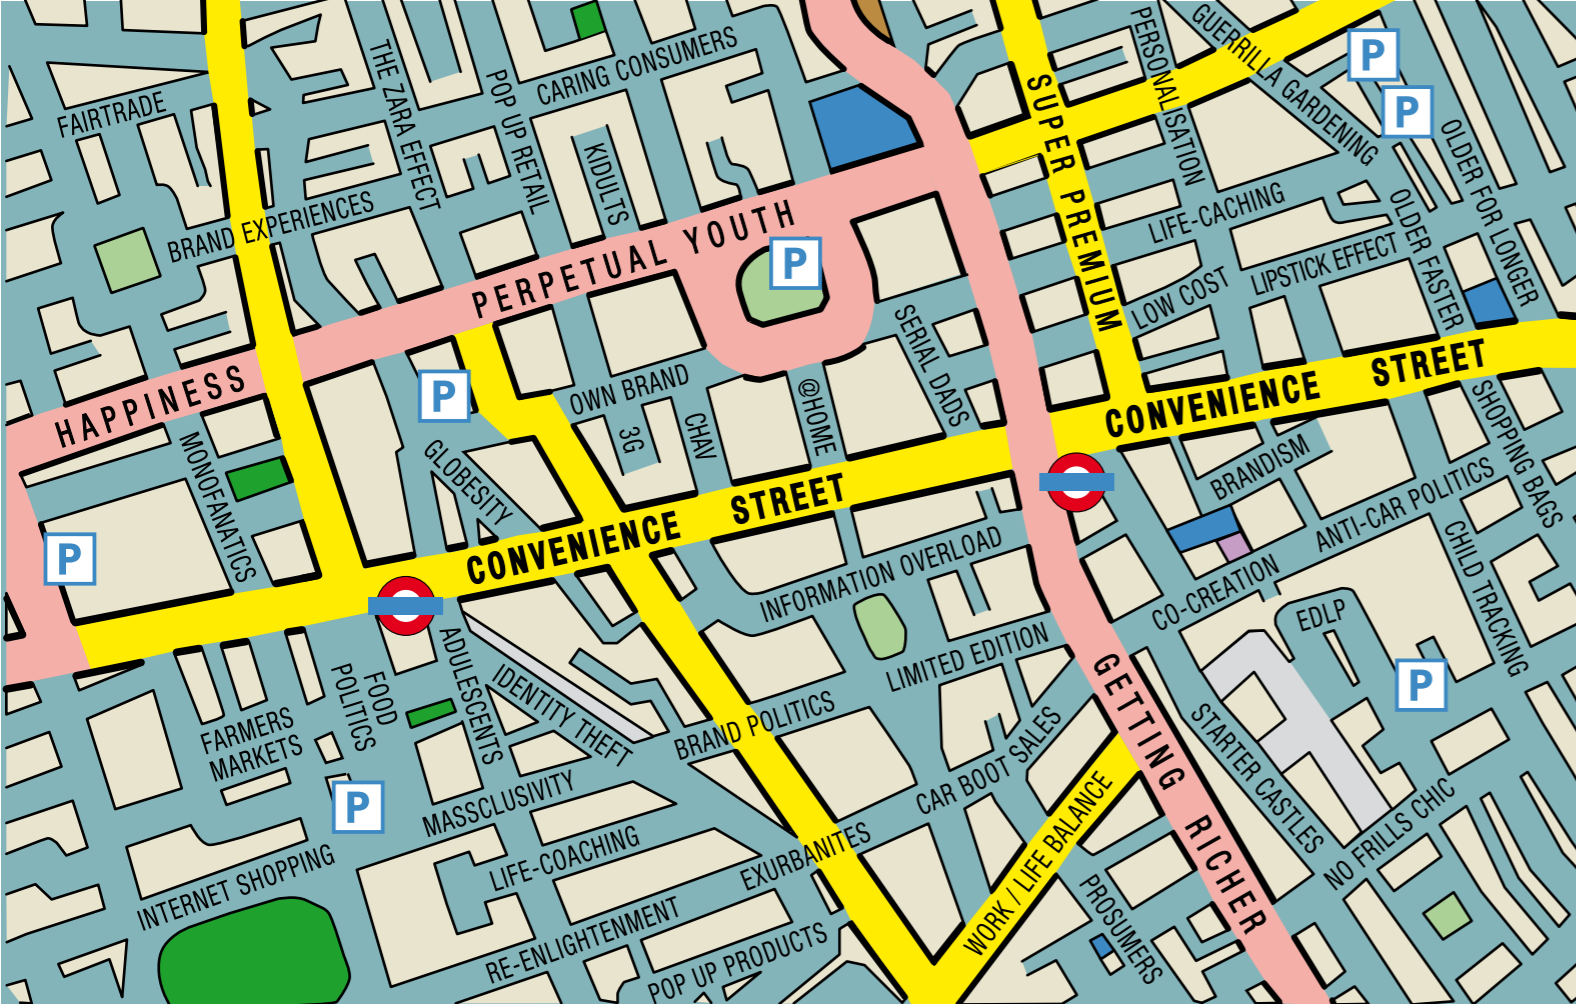 GUERRILLA GARDENING
PERSONALISATION
CARING CONSUMERS
THE ZARA EFFECT
P
POP UP RETAIL
SUPER PREMIUM
P
FAIRTRADE
OLDER FOR LONGER
KIDULTS
BRAND EXPERIENCES
LIFE-CACHING
OLDER FASTER
PERPETUAL YOUTH
P
LIPSTICK EFFECT
LOW COST
SERIAL DADS
HAPPINESS
P
OWN BRAND
@HOME
CONVENIENCE STREET
SHOPPING BAGS
3G
CHAV
MONOFANATICS
GLOBESITY
BRANDISM
ANTI-CAR POLITICS
CONVENIENCE STREET
P
INFORMATION OVERLOAD
CHILD TRACKING
CO-CREATION
EDLP
ADULESCENTS
LIMITED EDITION
GETTING RICHER
P
FOOD
POLITICS
IDENTITY THEFT
BRAND POLITICS
FARMERS
MARKETS
CAR BOOT SALES
STARTER CASTLES
P
MASSCLUSIVITY
WORK / LIFE BALANCE
NO FRILLS CHIC
LIFE-COACHING
EXURBANITES
INTERNET SHOPPING
PROSUMERS
RE-ENLIGHTENMENT
POP UP PRODUCTS